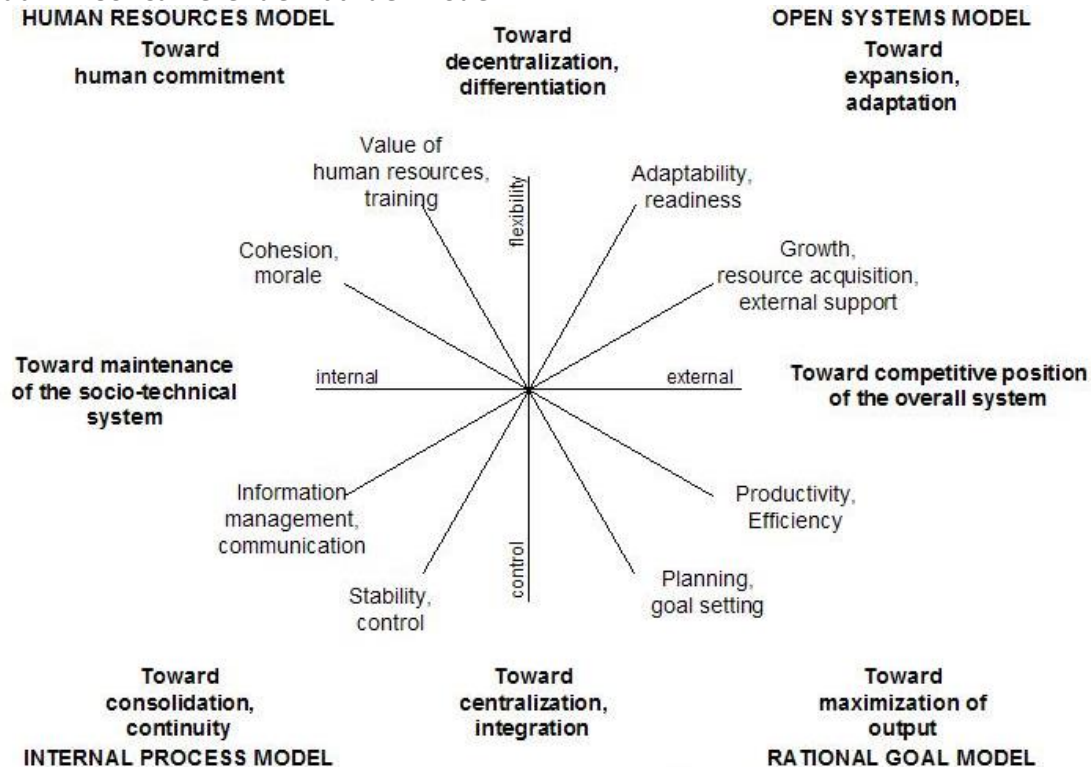 HUMAN RESOURCES MODEL
Toward
human commitment
Toward
decentralization,
differentiation
OPEN SYSTEMS MODEL
Toward
expansion,
adaptation
Value of
human resources,
training
flexibility
Adaptability,
readiness
Cohesion,
morale
Growth,
resource acquisition,
external support
Toward maintenance
of the socio-technical
system
internal
external
Toward competitive position
of the overall system
Information
management,
communication
Productivity,
Efficiency
Stability,
control
control
Planning,
goal setting
Toward
consolidation,
continuity
INTERNAL PROCESS MODEL
Toward
centralization,
integration
Toward
maximization of
output
RATIONAL GOAL MODEL